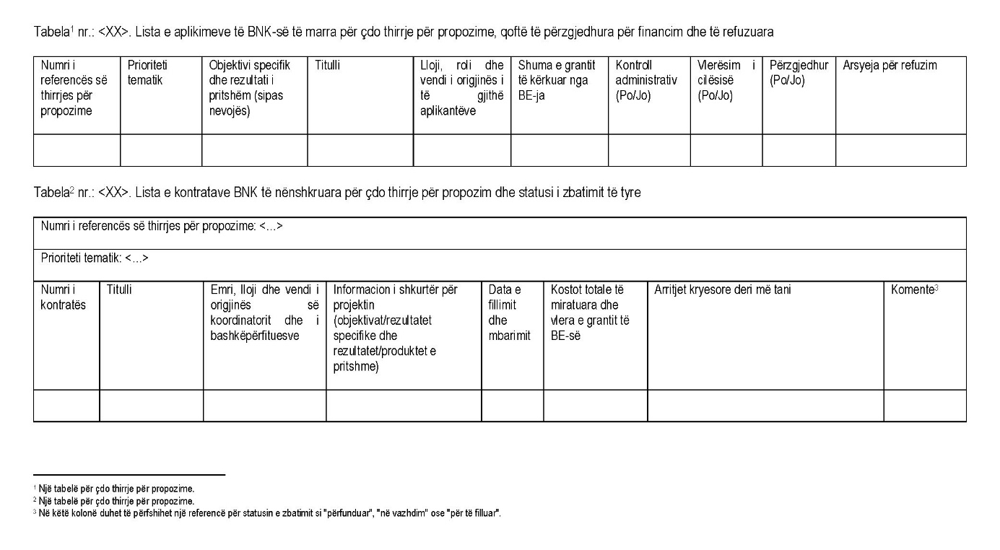 Tabela¹ nr.: <XX>. Lista e aplikimeve të BNK-së të marra për çdo thirrje për propozime, qoftë të përzgjedhura për financim dhe të refuzuara
Numri i
referencës së
thirrjes për
propozime
Prioriteti
tematik
Objektivi specifik
dhe rezultati i
pritshëm (sipas
nevojës)
Titulli
Lloji, roli dhe
vendi i origjinës i
të gjithë
aplikantëve
Shuma e grantit
të kërkuar nga
BE-ja
Kontroll
administrativ
(Po/Jo)
Vlerësim i
cilësisë
(Po/Jo)
Përzgjedhur
(Po/Jo)
Arsyeja për refuzim
Tabela² nr.: <XX>. Lista e kontratave BNK të nënshkruara për çdo thirrje për propozim dhe statusi i zbatimit të tyre
Numri i referencës së thirrjes për propozime: <...>
Prioriteti tematik: <...>
Numri i
kontratës
Titulli
Emri, lloji dhe vendi i
origjinës së
koordinatorit dhe i
bashkëpërfituesve
Informacion i shkurtër për
projektin
(objektivat/rezultatet
specifike dhe
rezultatet/produktet e
pritshme)
Data e
fillimit
dhe
mbarimit
Kostot totale të
miratuara dhe
vlera e grantit të
BE-së
Arritjet kryesore deri më tani
Komente³
¹ Një tabelë për çdo thirrje për propozime.
² Një tabelë për çdo thirrje për propozime.
³ Në këtë kolonë duhet të përfshihet një referencë për statusin e zbatimit si "përfunduar", "në vazhdim" ose "për të filluar".